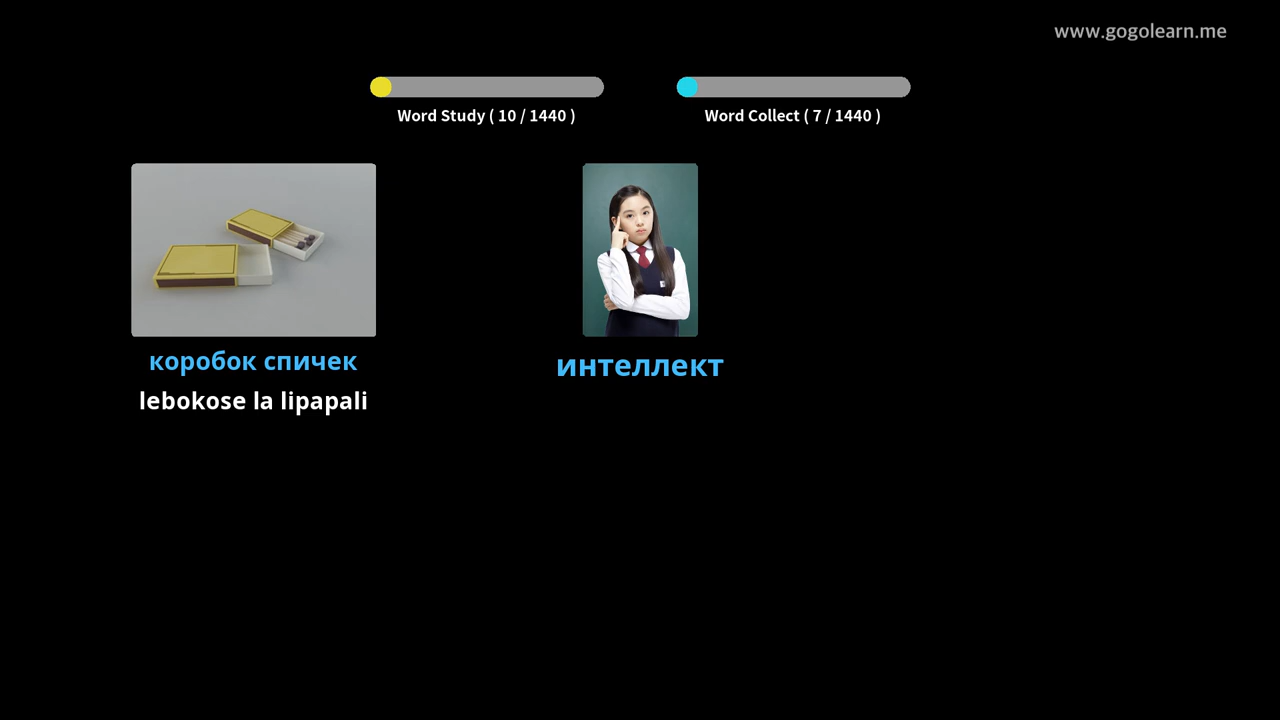 www.gogolearn.me
Word Study ( 10 / 1440 )
Word Collect ( 7 / 1440 )
коробок спичек
lebokose la lipapali
интеллект